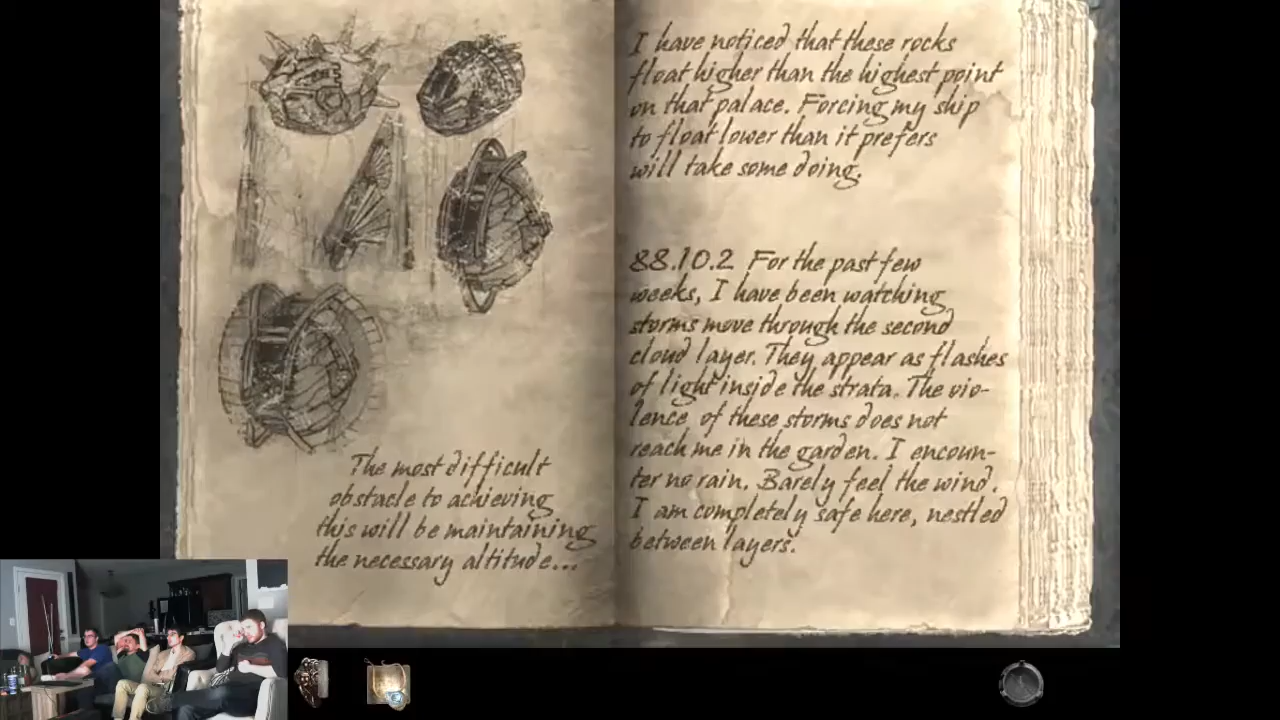 The most difficult
obstacle to achieving
this will be maintaining
the necessary altitude...
I have noticed that these rocks
float higher than the highest point
on that palace. Forcing my ship
to float lower than it prefers
will take some doing.
88.10.2 For the past few
weeks, I have been watching
storms move through the second
cloud layer. They appear as flashes
of light inside the strata. The vio-
lence of these storms does not
reach me in the garden. I encoun-
ter no rain. Barely feel the wind.
I am completely safe here, nestled
between layers.